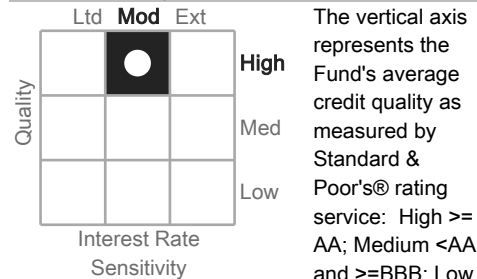 Ltd Mod Ext
High
Med
Low
Quality
Interest Rate
Sensitivity
The vertical axis
represents the
Fund's average
credit quality as
measured by
Standard &
Poor's® rating
service: High >=
AA; Medium <AA
and >=BBB; Low